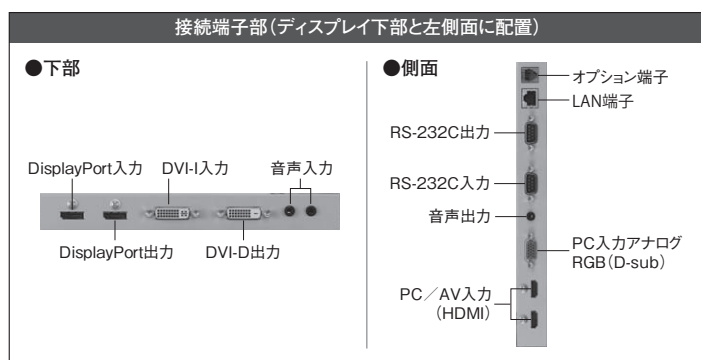 接続端子部(ディスプレイ下部と左側面に配置)
●下部
DisplayPort入力
DVI-I入力
音声入力
DisplayPort出力
DVI-D出力
●側面
オプション端子
LAN端子
RS-232C出力
RS-232C入力
音声出力
PC入力アナログ
RGB(D-sub)
PC/AV入力
(HDMI)